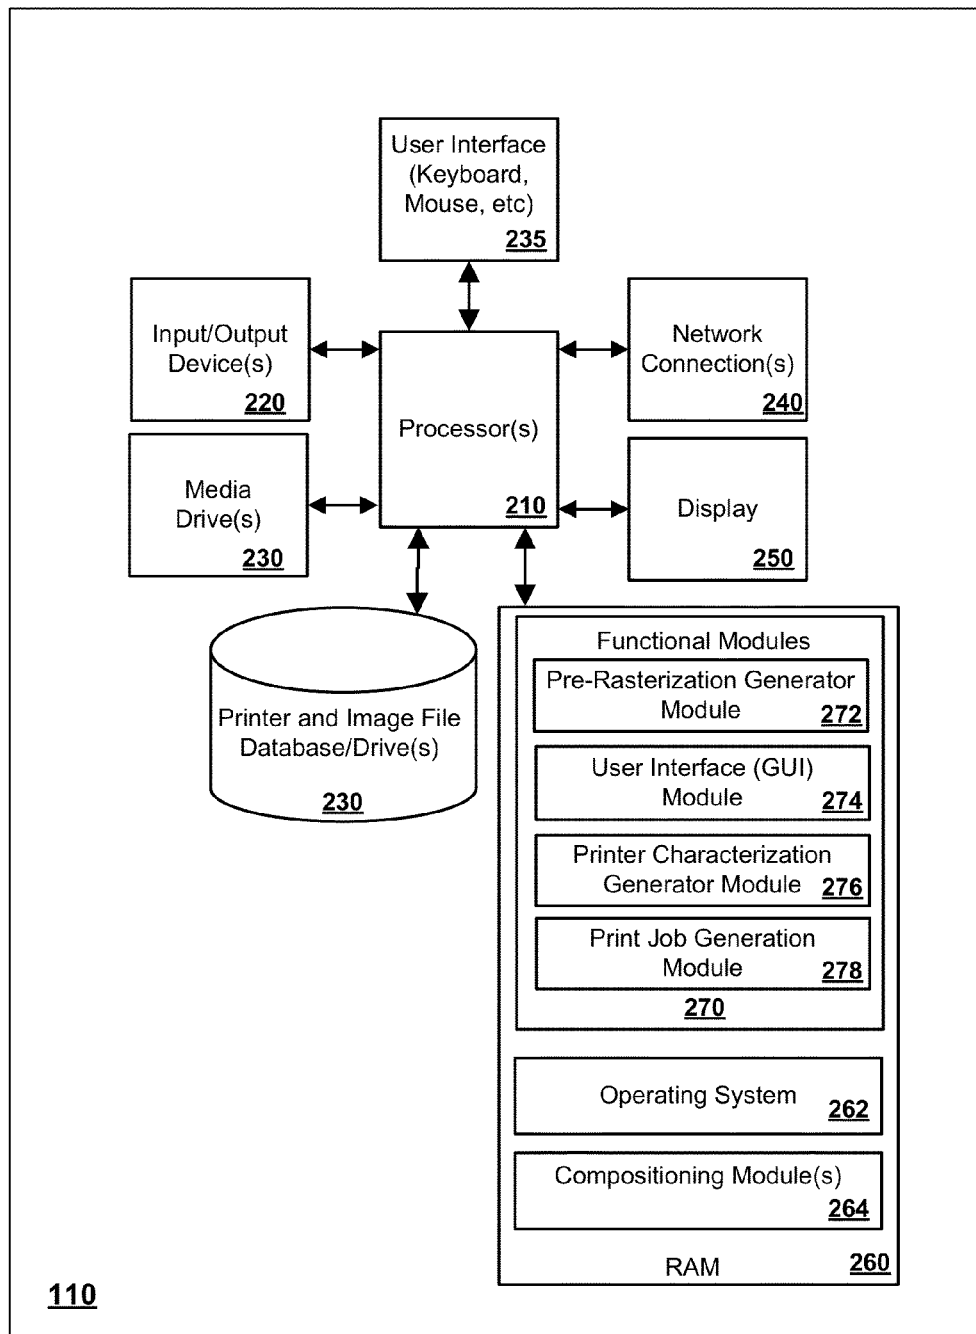 User Interface
(Keyboard,
Mouse, etc)
235
Input/Output
Device(s)
220
Network
Connection(s)
240
Processor(s)
210
Media
Drive(s)
230
Display
250
Printer and Image File
Database/Drive(s)
230
Functional Modules
Pre-Rasterization Generator
Module
272
User Interface (GUI)
Module
274
Printer Characterization
Generator Module
276
Print Job Generation
Module
278
270
Operating System
262
Compositioning Module(s)
264
RAM
260
110